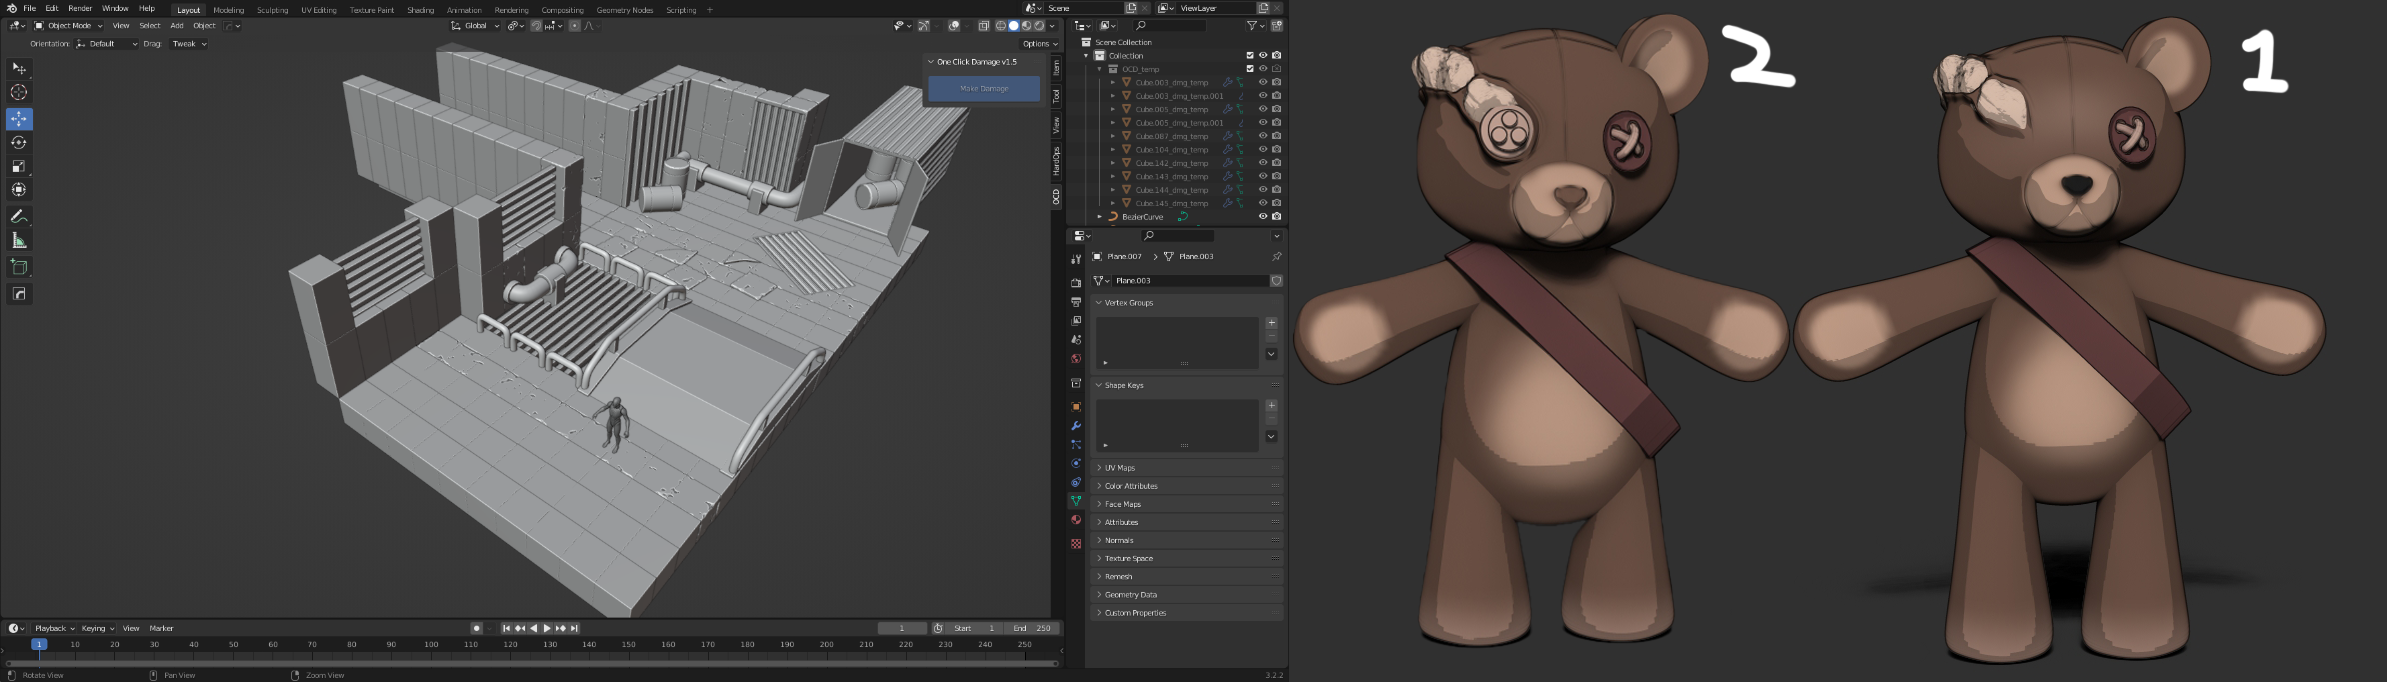 File Edit Render Window Help Layout Modeling Sculpting UV Editing Texture Paint Shading Animation Rendering Compositing Geometry Nodes Scripting + Scene ViewLayer
Object Mode View Select Add Object Global
Orientation: Default Drag: Tweak Options
One Click Damage v1.5
Make Damage
Item
Tool
View
HardOps
OCD
Scene Collection
Collection
OCD_temp
Cube.003_dmg_temp
Cube.003_dmg_temp.001
Cube.005_dmg_temp
Cube.005_dmg_temp.001
Cube.087_dmg_temp
Cube.104_dmg_temp
Cube.142_dmg_temp
Cube.143_dmg_temp
Cube.144_dmg_temp
Cube.145_dmg_temp
BezierCurve
Plane.007 > Plane.003
Plane.003
Vertex Groups
Shape Keys
UV Maps
Color Attributes
Face Maps
Attributes
Normals
Texture Space
Remesh
Geometry Data
Custom Properties
Playback Keying View Marker 1 Start 1 End 250
1 10 20 30 40 50 60 70 80 90 100 110 120 130 140 150 160 170 180 190 200 210 220 230 240 250
Rotate View Pan View Zoom View 3.2.2
2
1